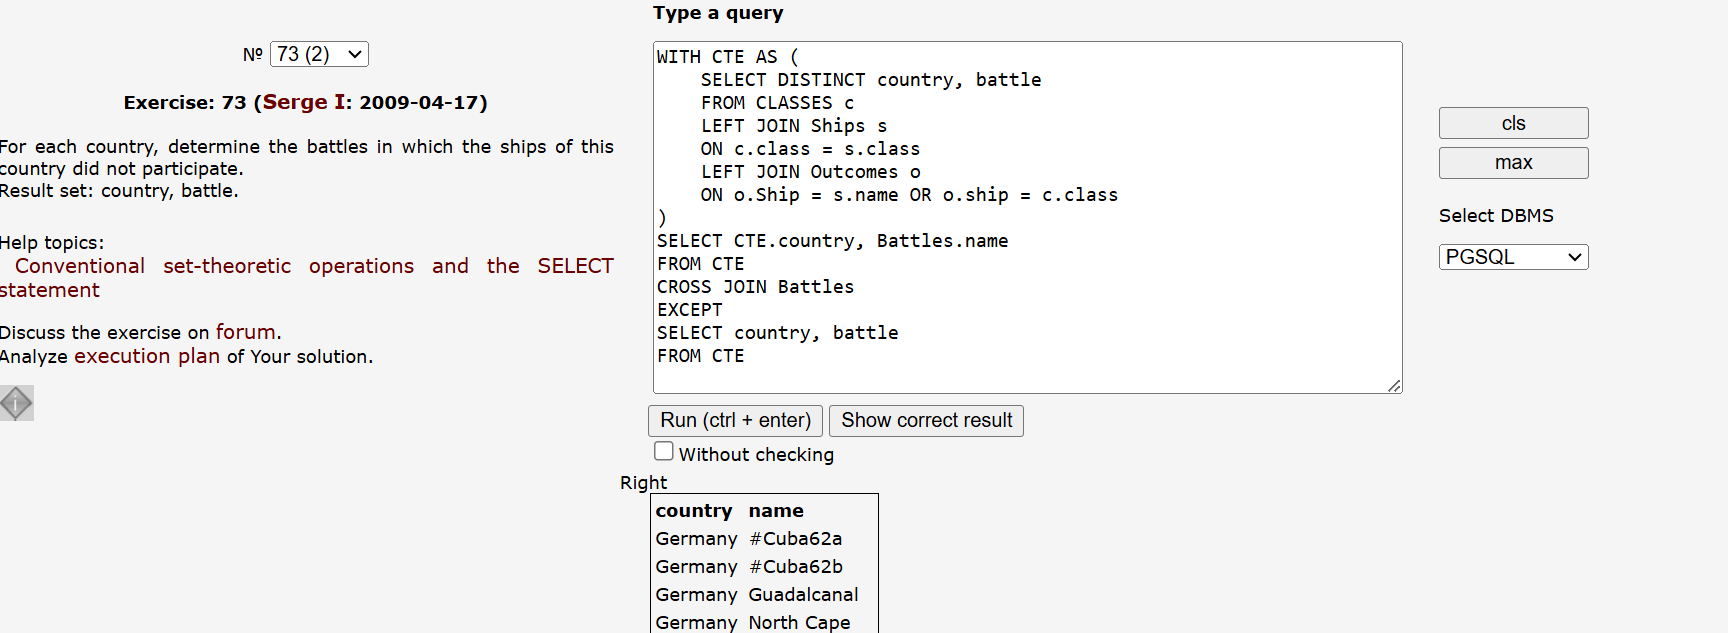 Type a query
Nº 73 (2)
Exercise: 73 (Serge I: 2009-04-17)
For each country, determine the battles in which the ships of this
country did not participate.
Result set: country, battle.
Help topics:
Conventional set-theoretic operations and the SELECT
statement
Discuss the exercise on forum.
Analyze execution plan of Your solution.
WITH CTE AS (
    SELECT DISTINCT country, battle
    FROM CLASSES c
    LEFT JOIN Ships s
    ON c.class = s.class
    LEFT JOIN Outcomes o
    ON o.Ship = s.name OR o.ship = c.class
)
SELECT CTE.country, Battles.name
FROM CTE
CROSS JOIN Battles
EXCEPT
SELECT country, battle
FROM CTE
cls
max
Select DBMS
PGSQL
Run (ctrl + enter) Show correct result
Without checking
Right
country name
Germany #Cuba62a
Germany #Cuba62b
Germany Guadalcanal
Germany North Cape